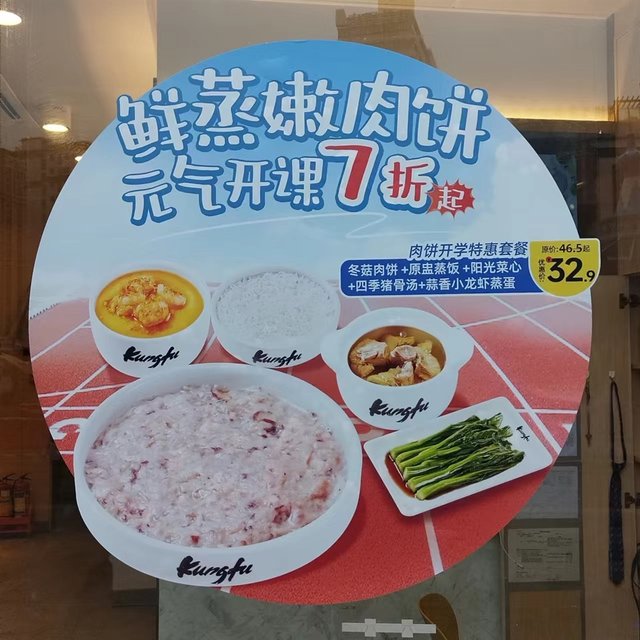 鲜蒸嫩肉饼
元气开课7折起
肉饼开学特惠套餐
冬菇肉饼+原盅蒸饭+阳光菜心
+四季猪骨汤+蒜香小龙虾蒸蛋
原价:46.5起
优惠价:32.9
Kungfu
Kungfu
Kungfu
Kungfu
Kungfu